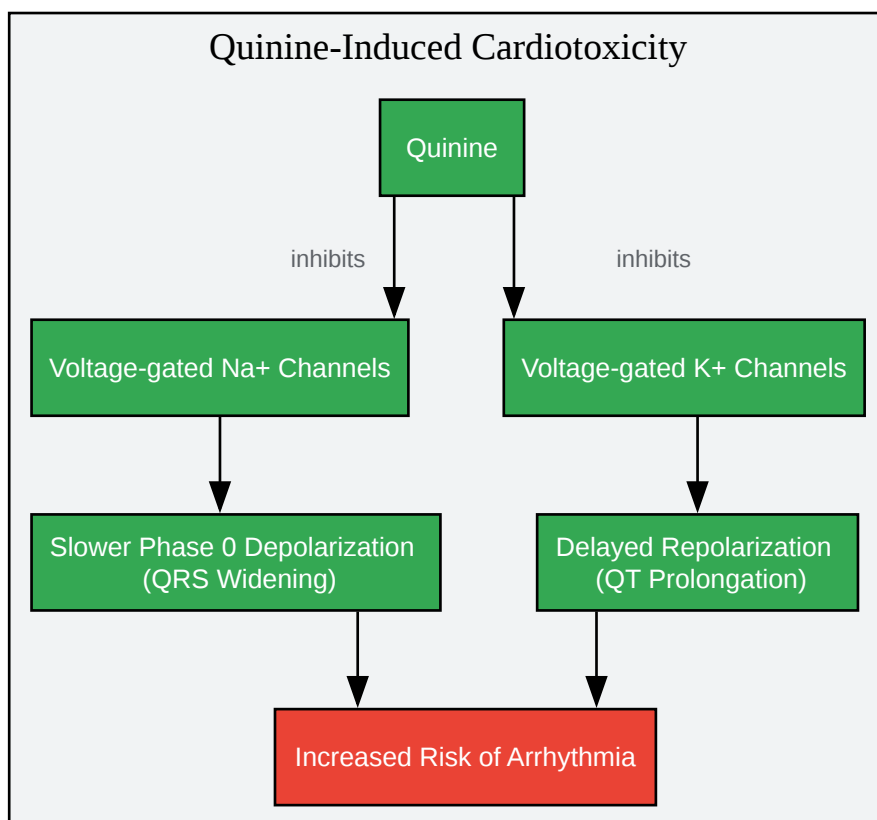 Quinine-Induced Cardiotoxicity
Quinine
inhibits
inhibits
Voltage-gated Na+ Channels
Voltage-gated K+ Channels
Slower Phase 0 Depolarization
(QRS Widening)
Delayed Repolarization
(QT Prolongation)
Increased Risk of Arrhythmia